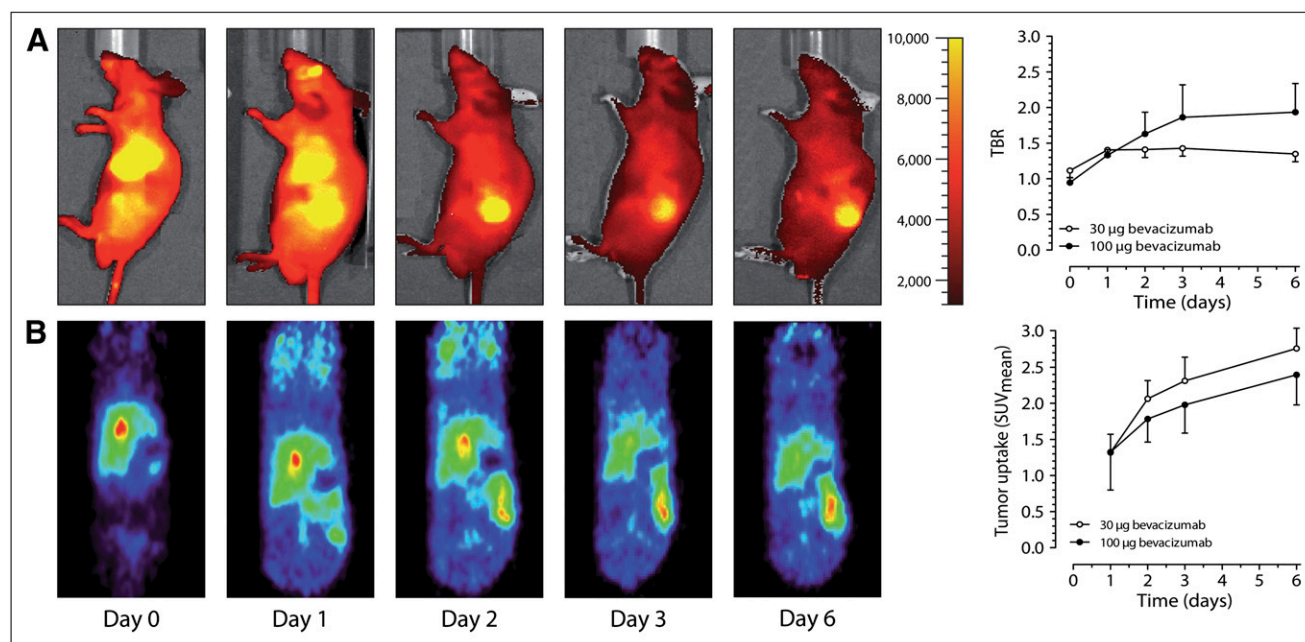 A
10,000
8,000
6,000
4,000
2,000
3.0
2.5
2.0
1.5
1.0
0.5
0.0
TBR
30 µg bevacizumab
100 µg bevacizumab
0 1 2 3 4 5 6
Time (days)
B
3.0
2.5
2.0
1.5
1.0
0.5
0.0
Tumor uptake (SUVmean)
30 µg bevacizumab
100 µg bevacizumab
0 1 2 3 4 5 6
Time (days)
Day 0 Day 1 Day 2 Day 3 Day 6